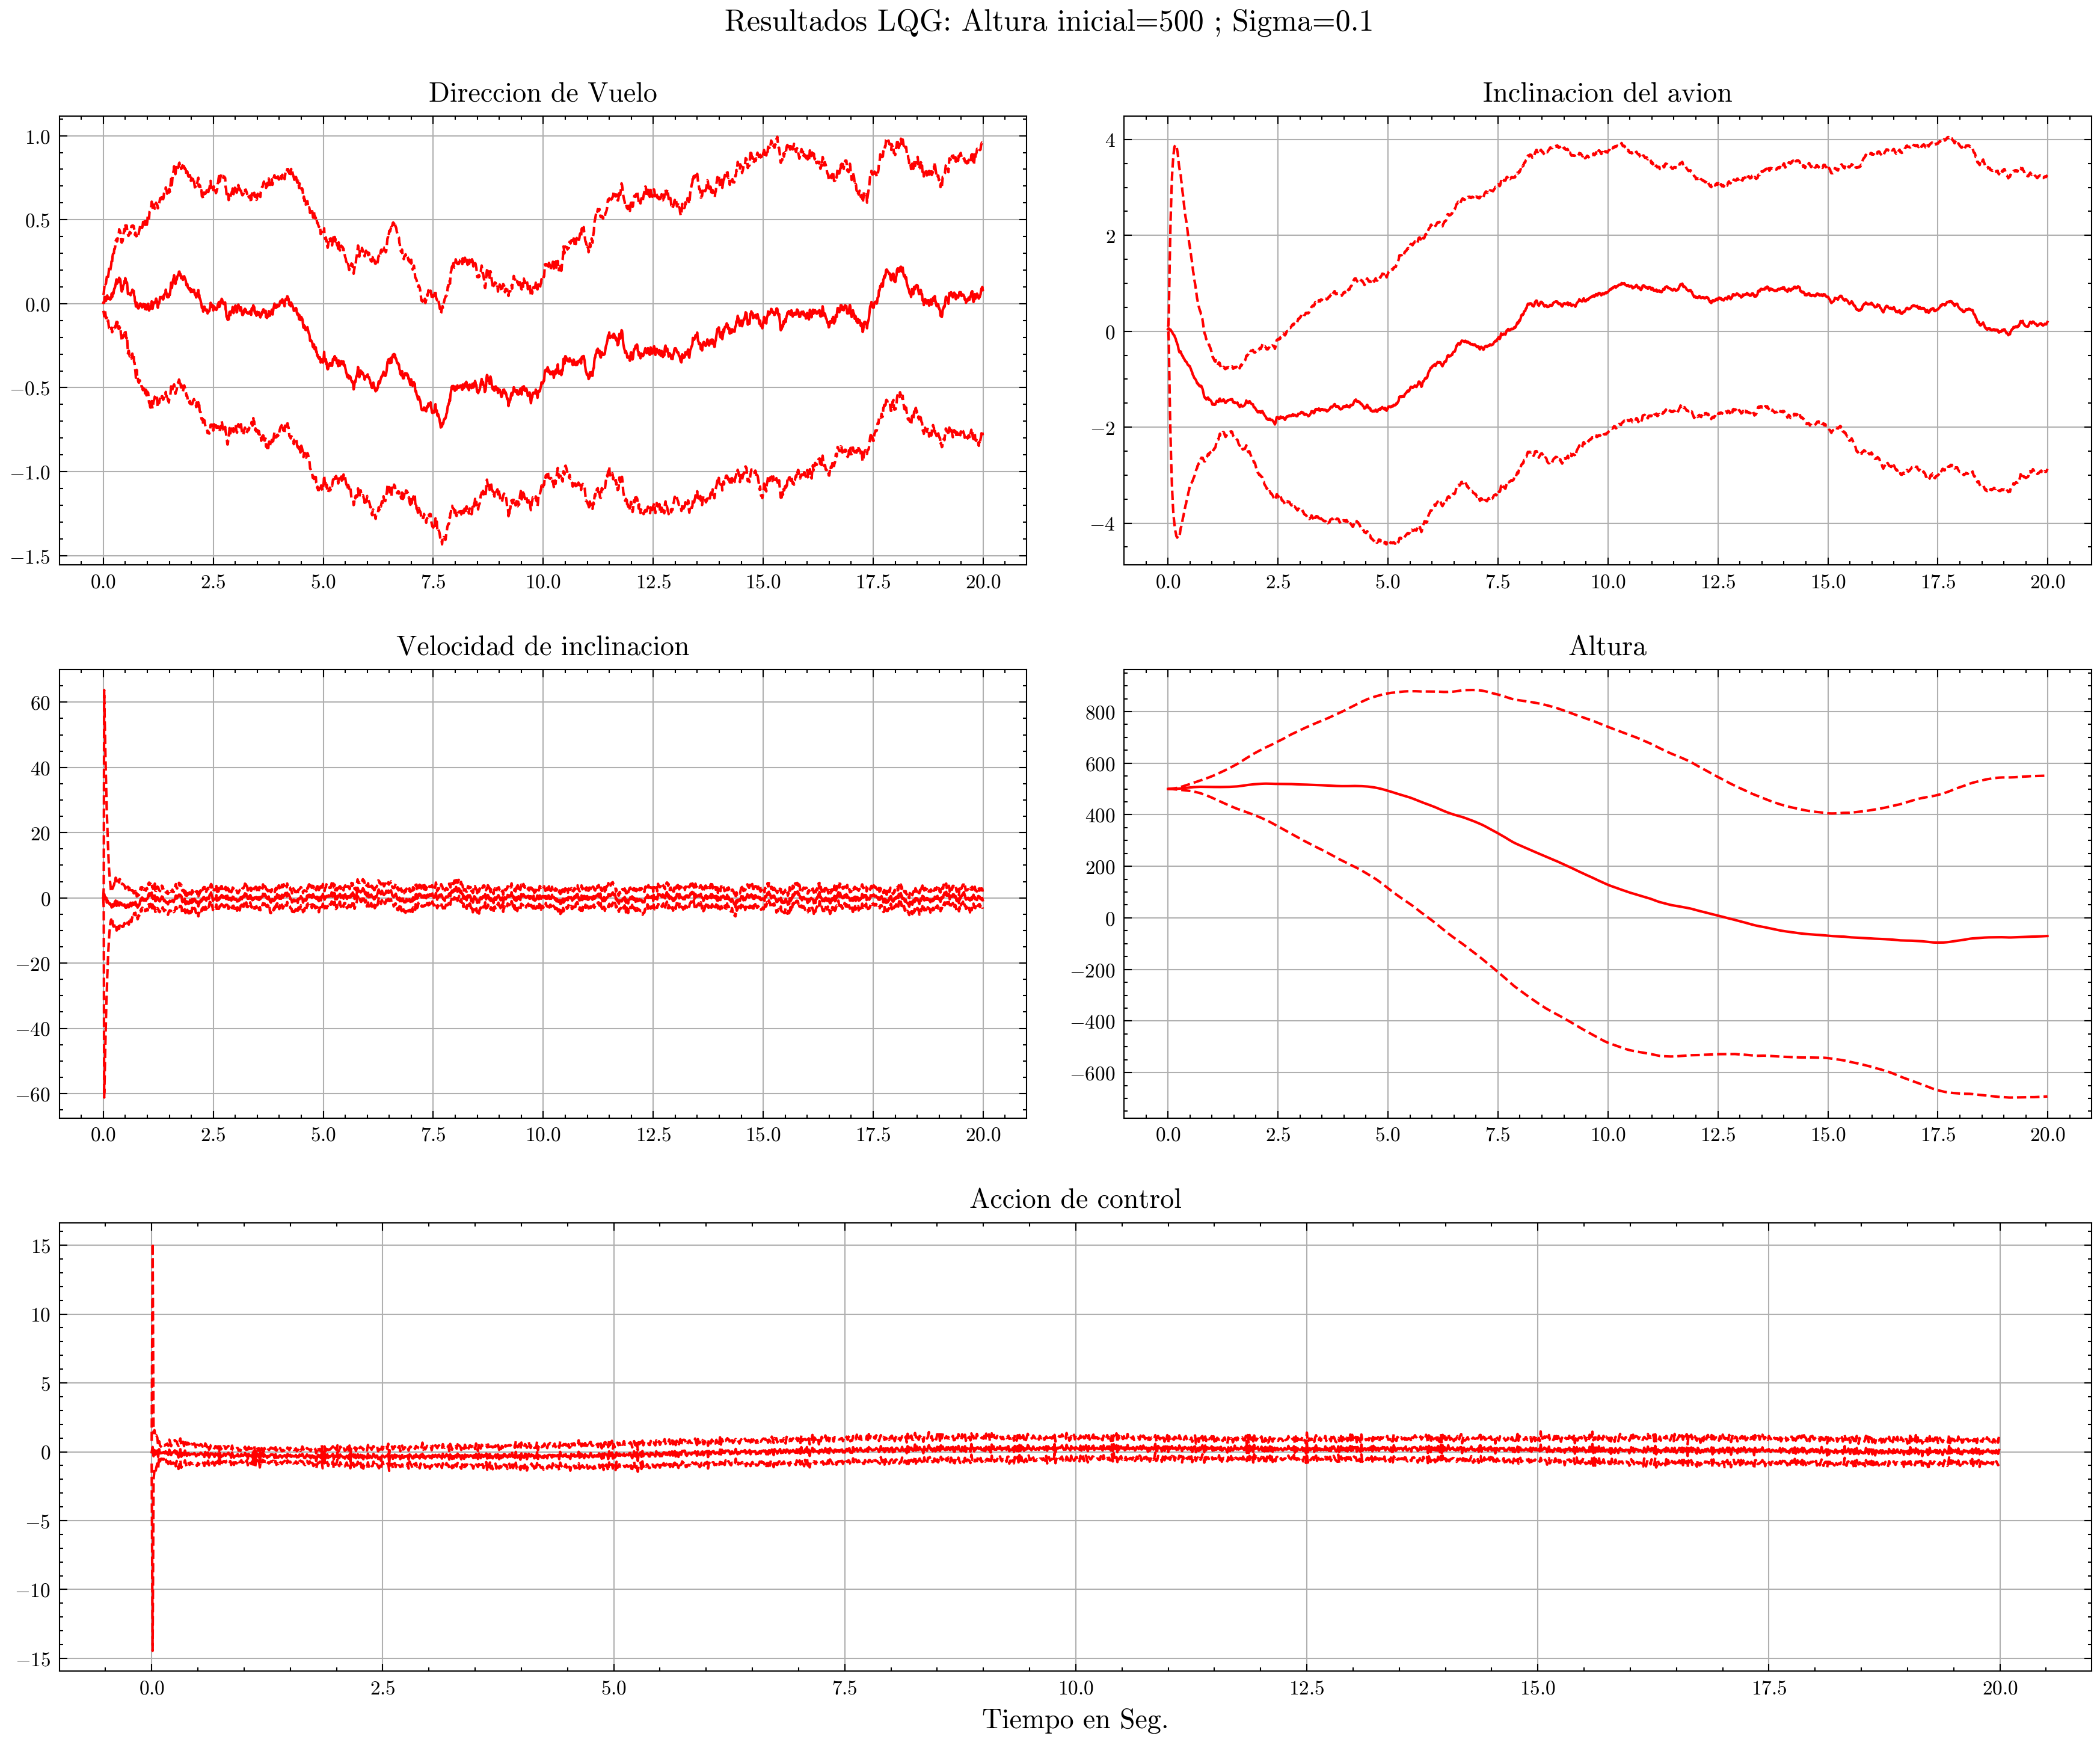 Resultados LQG: Altura inicial=500 ; Sigma=0.1
Direccion de Vuelo
1.0
0.5
0.0
−0.5
−1.0
−1.5
0.0 2.5 5.0 7.5 10.0 12.5 15.0 17.5 20.0
Inclinacion del avion
4
2
0
−2
−4
0.0 2.5 5.0 7.5 10.0 12.5 15.0 17.5 20.0
Velocidad de inclinacion
60
40
20
0
−20
−40
−60
0.0 2.5 5.0 7.5 10.0 12.5 15.0 17.5 20.0
Altura
800
600
400
200
0
−200
−400
−600
0.0 2.5 5.0 7.5 10.0 12.5 15.0 17.5 20.0
Accion de control
15
10
5
0
−5
−10
−15
0.0 2.5 5.0 7.5 10.0 12.5 15.0 17.5 20.0
Tiempo en Seg.